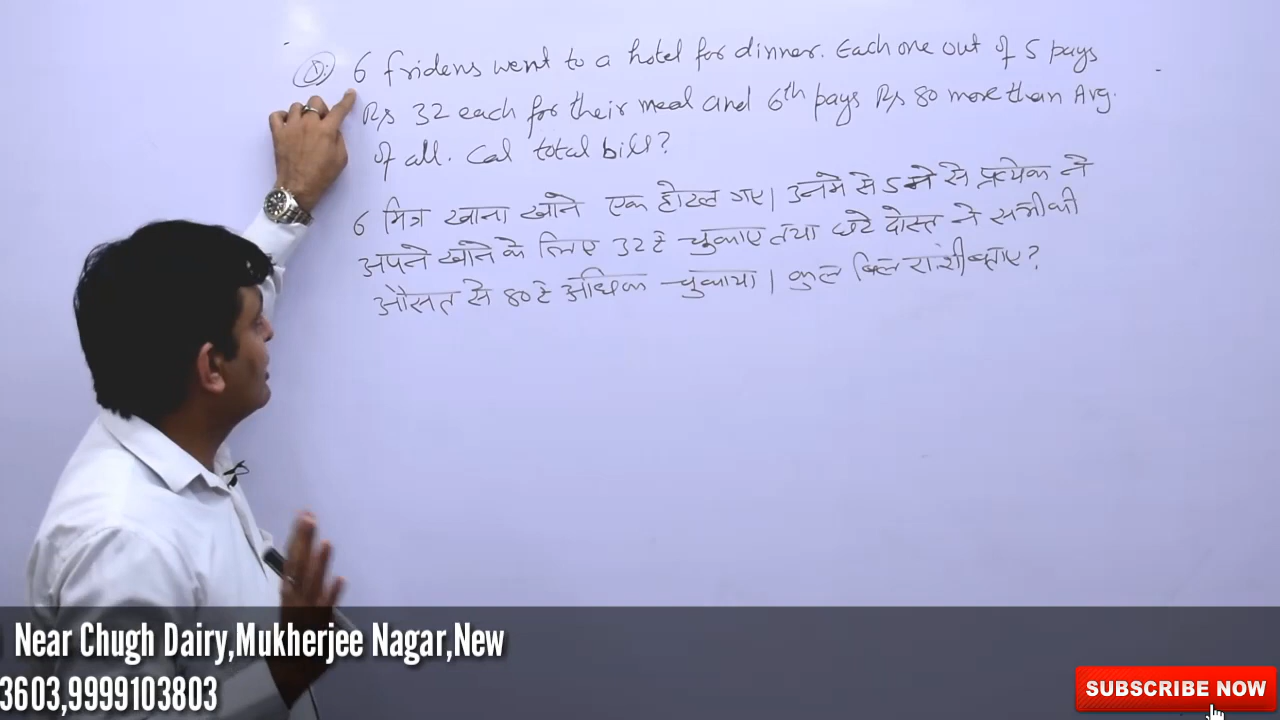 Q: 6 fridens went to a hotel for dinner. Each one out of 5 pays
Rs 32 each for their meal and 6th pays Rs 80 more than Avg.
of all. Cal total bill?
6 मित्र खाना खाने एक होटल गए| उनमे से 5 ने से प्रत्येक ने
अपने खाने के लिए 32 रु चुकाए तथा छटे दोस्त ने सभी की
औसत से 80 रु अधिक चुकाया| कुल बिल राशी बताए?
Near Chugh Dairy,Mukherjee Nagar,New
3603,9999103803
SUBSCRIBE NOW